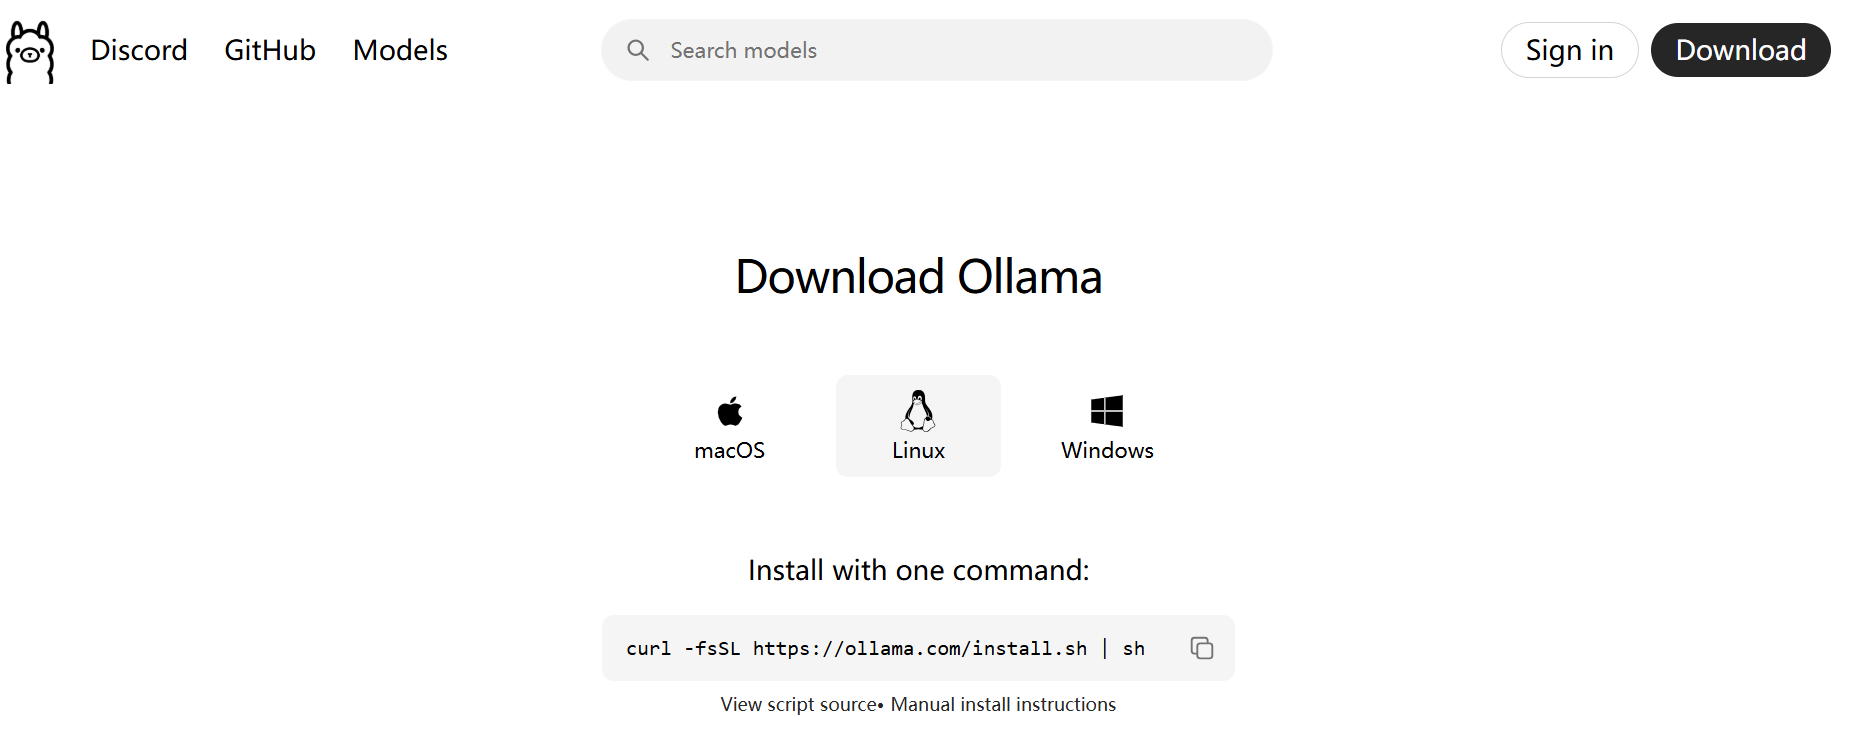 Discord GitHub Models Search models Sign in Download
Download Ollama
macOS Linux Windows
Install with one command:
curl -fsSL https://ollama.com/install.sh | sh
View script source• Manual install instructions